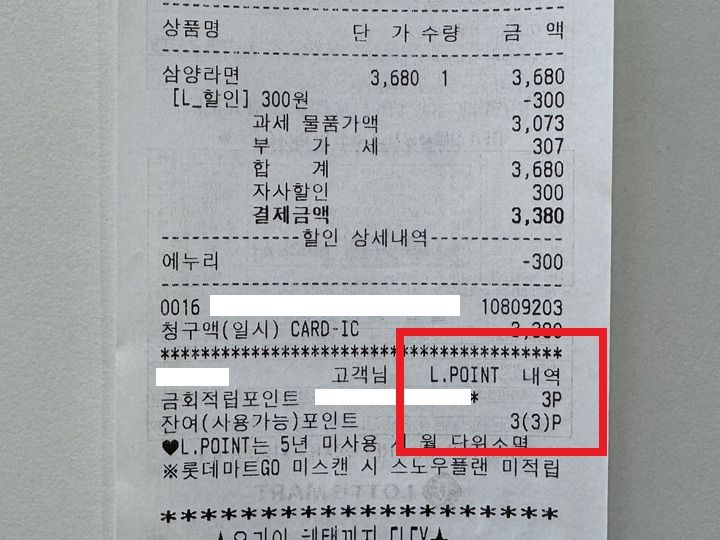 상품명 단 가 수량 금 액
삼양라면 3,680 1 3,680
[L_할인] 300원 -300
과세 물품가액 3,073
부 가 세 307
합 계 3,680
자사할인 300
결제금액 3,380
할인 상세내역
에누리 -300
0016 10809203
청구액(일시) CARD-IC 3,380
****************************************
고객님 L.POINT 내역
금회적립포인트 * 3P
잔여(사용가능)포인트 3(3)P
♥L.POINT는 5년 미사용 시 월 단위소멸
※롯데마트GO 미스캔 시 스노우플랜 미적립
LOTTE MART
********************